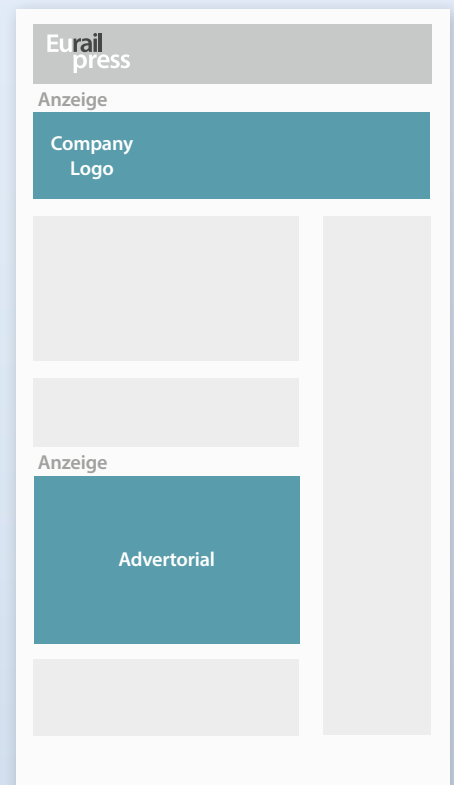 Eurail
press
Anzeige
Company
Logo
Anzeige
Advertorial